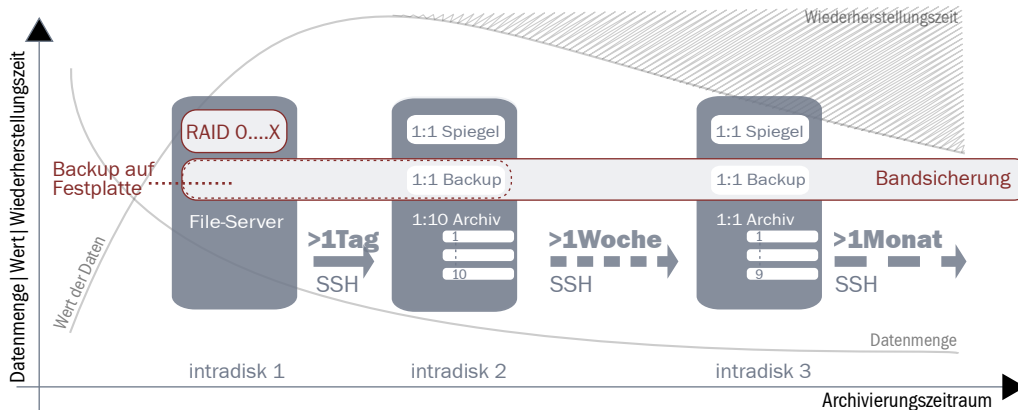 Wiederherstellungszeit
Datenmenge | Wert | Wiederherstellungszeit
RAID 0....X
1:1 Spiegel
1:1 Spiegel
Backup auf
Festplatte
1:1 Backup
1:1 Backup
Bandsicherung
File-Server
1:10 Archiv
1:1 Archiv
>1Tag
SSH
1
10
>1Woche
SSH
1
9
>1Monat
SSH
Wert der Daten
Datenmenge
intradisk 1
intradisk 2
intradisk 3
Archivierungszeitraum